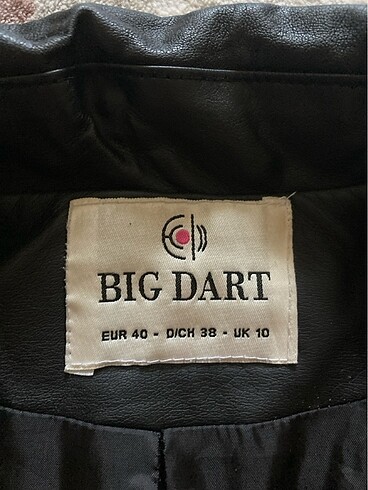 BIG DART
EUR 40 - D/CH 38 - UK 10